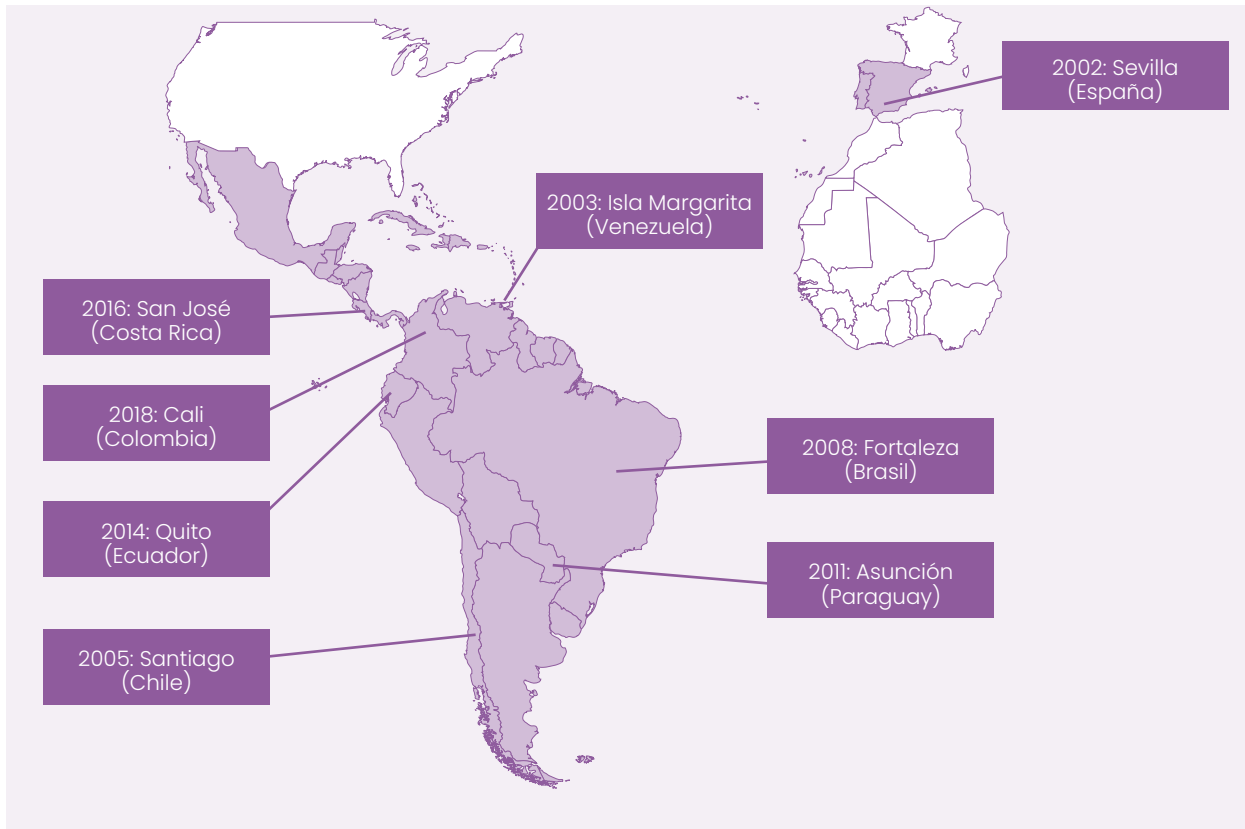 2002: Sevilla
(España)
2003: Isla Margarita
(Venezuela)
2016: San José
(Costa Rica)
2018: Cali
(Colombia)
2008: Fortaleza
(Brasil)
2014: Quito
(Ecuador)
2011: Asunción
(Paraguay)
2005: Santiago
(Chile)